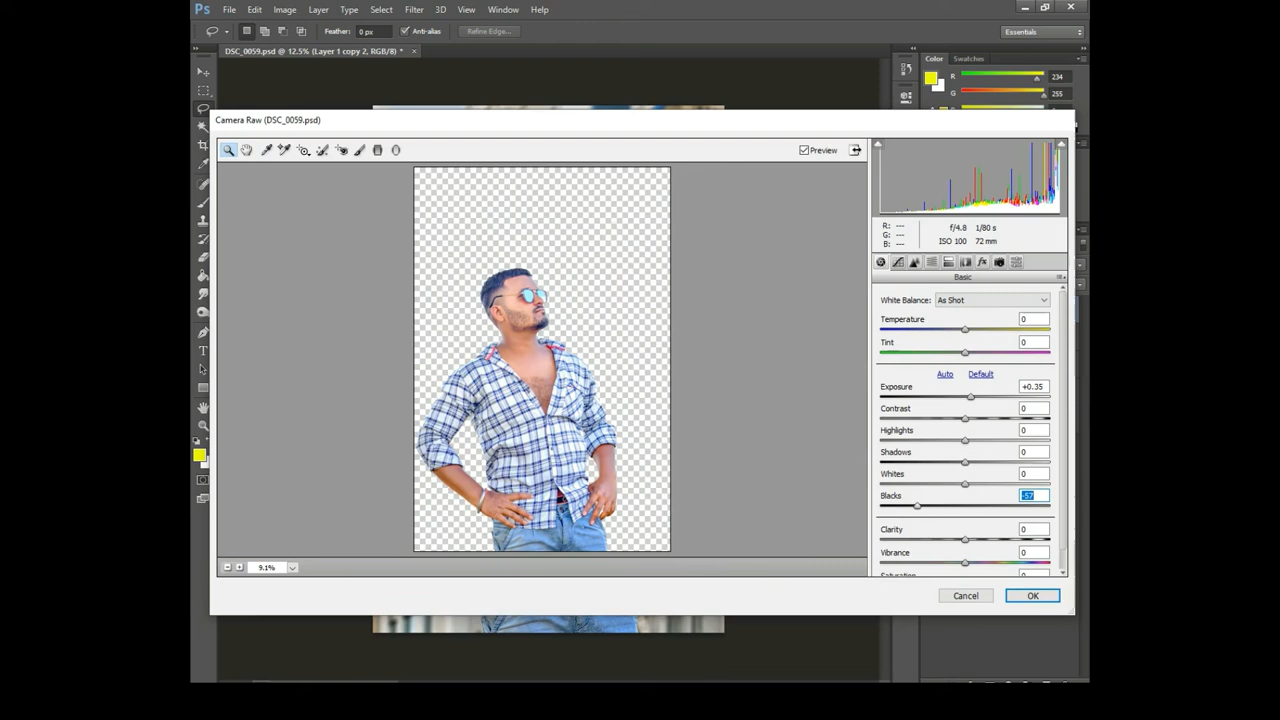 Ps File Edit Image Layer Type Select Filter 3D View Window Help
Feather: 0 px Anti-alias Refine Edge... Essentials
DSC_0059.psd @ 12.5% (Layer 1 copy 2, RGB/8) * ×
Color Swatches
R 234
G 255
Camera Raw (DSC_0059.psd)
Preview
R: ---
G: ---
B: ---
f/4.8 1/80 s
ISO 100 72 mm
Basic
White Balance: As Shot
Temperature 0
Tint 0
Auto Default
Exposure +0.35
Contrast 0
Highlights 0
Shadows 0
Whites 0
Blacks -57
Clarity 0
Vibrance 0
9.1%
Cancel OK